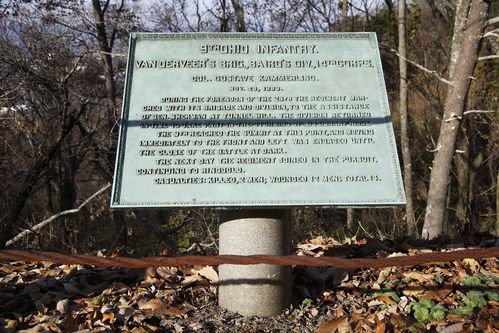 9TH OHIO INFANTRY.
VAN DERVEER'S BRIG., BAIRD'S DIV., 14TH CORPS,
COL. GUSTAVE KAMMERLING.
NOV. 25, 1863.
DURING THE FORENOON OF THE 25TH THE REGIMENT MAR-
CHED WITH ITS BRIGADE AND DIVISION, TO THE ASSISTANCE
OF GEN. SHERMAN AT TUNNEL HILL. THE DIVISION RETURNED
THE 9TH REACHED THE SUMMIT AT THIS POINT, AND MOVING
IMMEDIATELY TO THE FRONT AND LEFT WAS ENGAGED UNTIL
THE CLOSE OF THE BATTLE AT DARK.
THE NEXT DAY THE REGIMENT JOINED IN THE PURSUIT,
CONTINUING TO RINGGOLD.
CASUALTIES: KILLED, 2 MEN; WOUNDED 12 MEN; TOTAL 14.